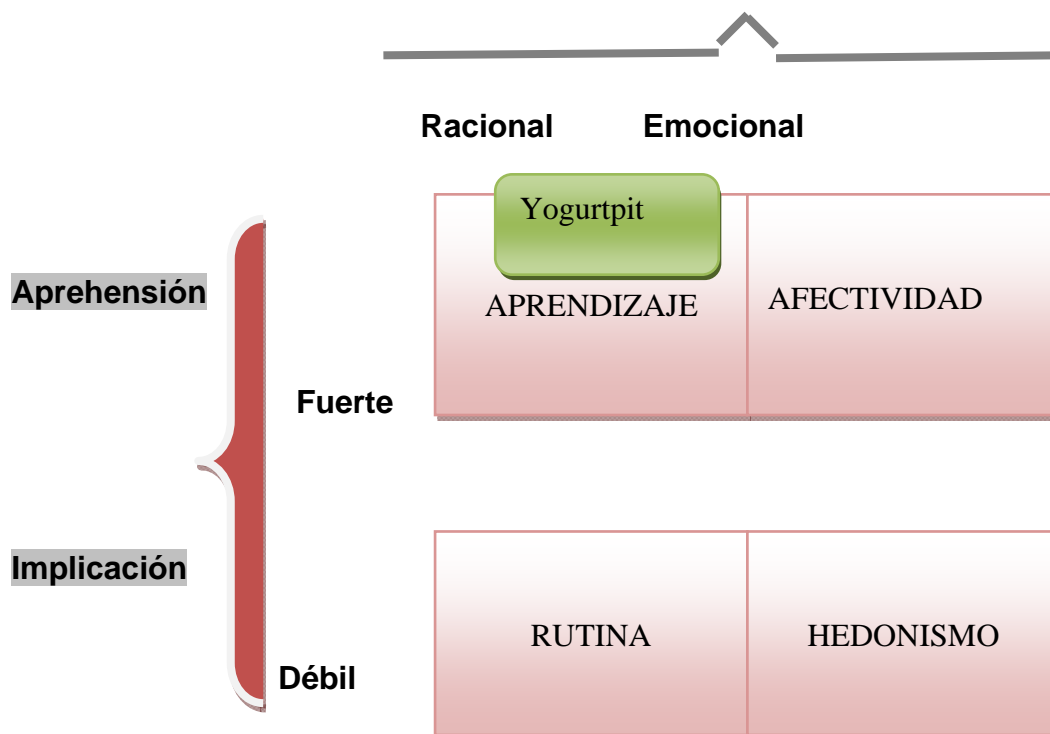 Racional Emocional
Yogurtpit
Aprehensión
APRENDIZAJE AFECTIVIDAD
Fuerte
Implicación
RUTINA HEDONISMO
Débil